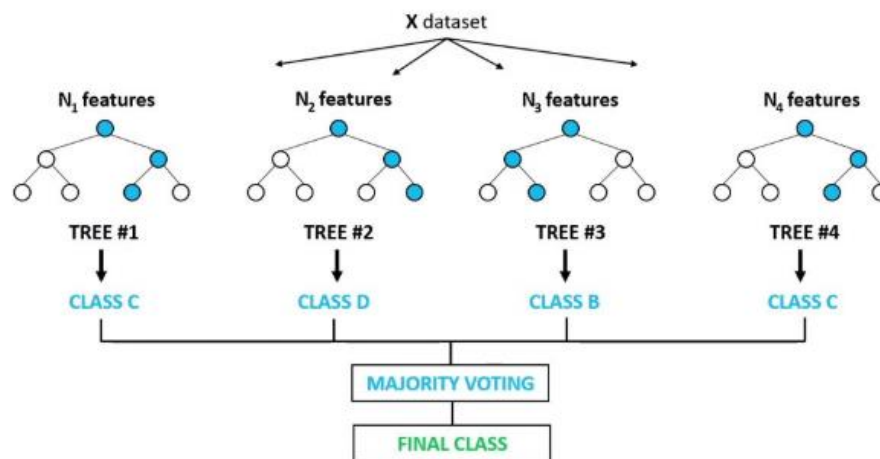 X dataset
N₁ features
N₂ features
N₃ features
N₄ features
TREE #1
TREE #2
TREE #3
TREE #4
CLASS C
CLASS D
CLASS B
CLASS C
MAJORITY VOTING
FINAL CLASS